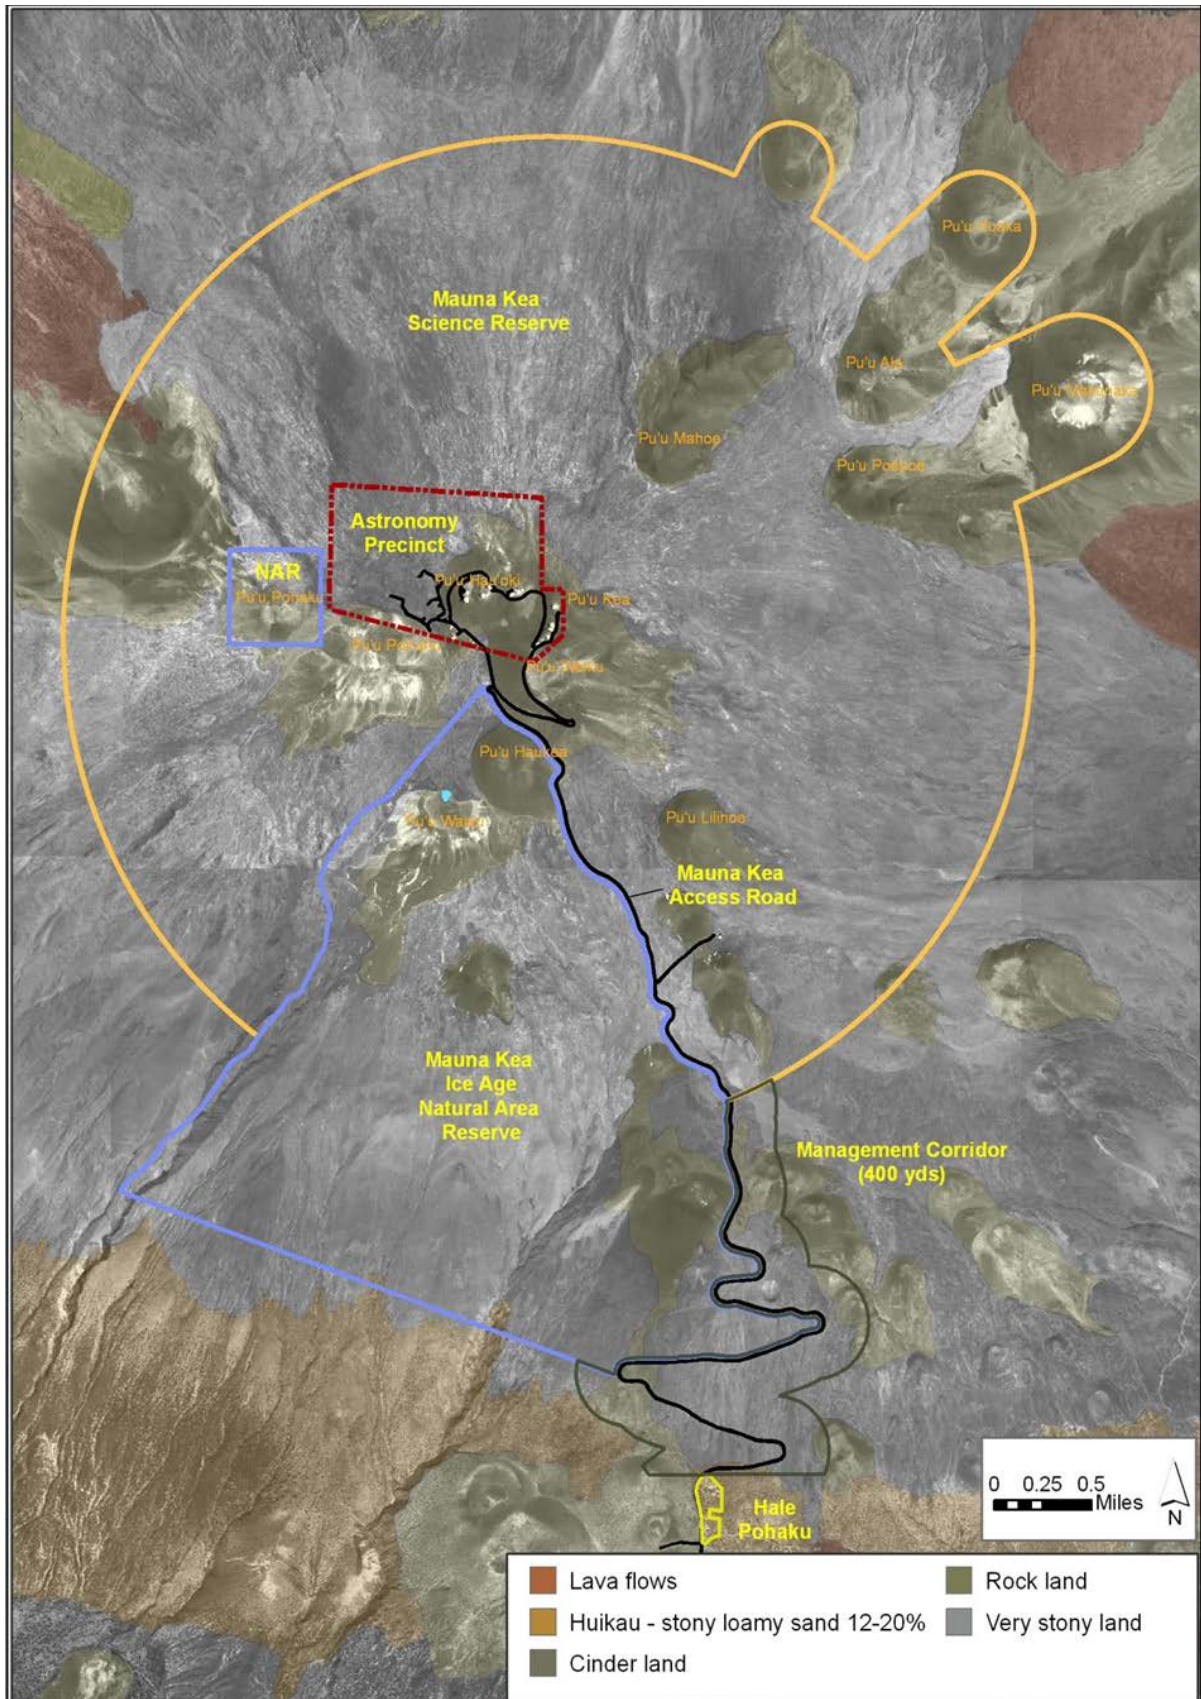 Pu'u
Mauna Kea
Science Reserve
Pu'u
Pu'u
Pu'u Mahoe
Pu'u Poepoe
Astronomy
Precinct
NAR
Pu'u Hau'oki
Pu'u Pohaku
Pu'u Kea
Pu'u
Pu'u
Pu'u Haukea
Pu'u
Pu'u Lilinoe
Mauna Kea
Access Road
Mauna Kea
Ice Age
Natural Area
Reserve
Management Corridor
(400 yds)
Hale
Pohaku
0 0.25 0.5
Miles
N
Lava flows
Huikau - stony loamy sand 12-20%
Cinder land
Rock land
Very stony land